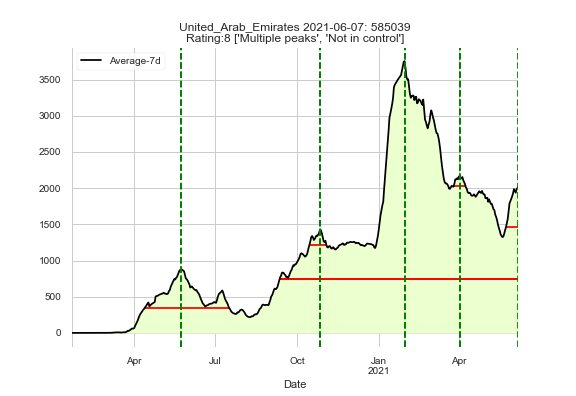 United_Arab_Emirates 2021-06-07: 585039
Rating:8 ['Multiple peaks', 'Not in control']
Average-7d
3500
3000
2500
2000
1500
1000
500
0
Apr Jul Oct Jan Apr
2021
Date